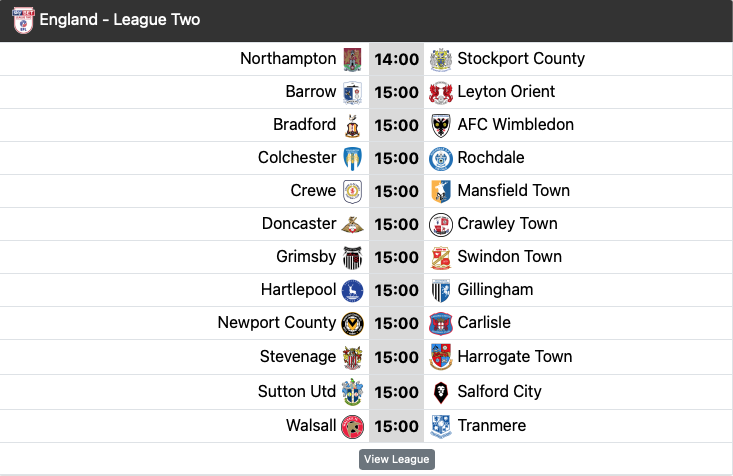 England - League Two
Northampton 14:00 Stockport County
Barrow 15:00 Leyton Orient
Bradford 15:00 AFC Wimbledon
Colchester 15:00 Rochdale
Crewe 15:00 Mansfield Town
Doncaster 15:00 Crawley Town
Grimsby 15:00 Swindon Town
Hartlepool 15:00 Gillingham
Newport County 15:00 Carlisle
Stevenage 15:00 Harrogate Town
Sutton Utd 15:00 Salford City
Walsall 15:00 Tranmere
View League